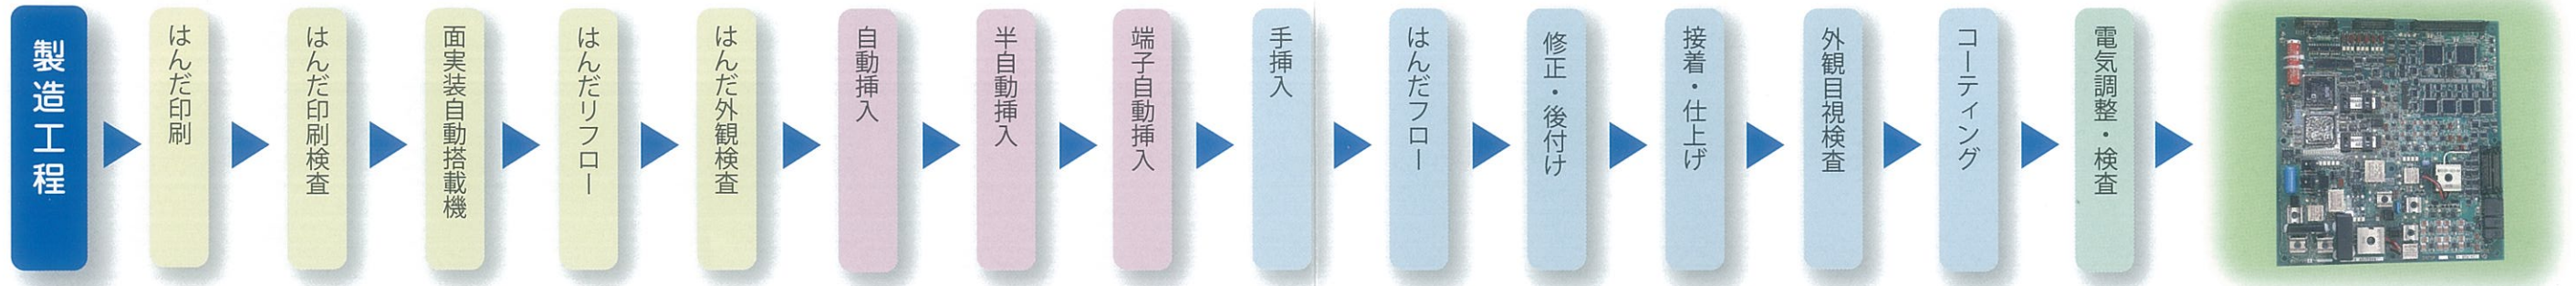 製造工程
はんだ印刷
はんだ印刷検査
面実装自動搭載機
はんだリフロー
はんだ外観検査
自動挿入
半自動挿入
端子自動挿入
手挿入
はんだフロー
修正・後付け
接着・仕上げ
外観目視検査
コーティング
電気調整・検査